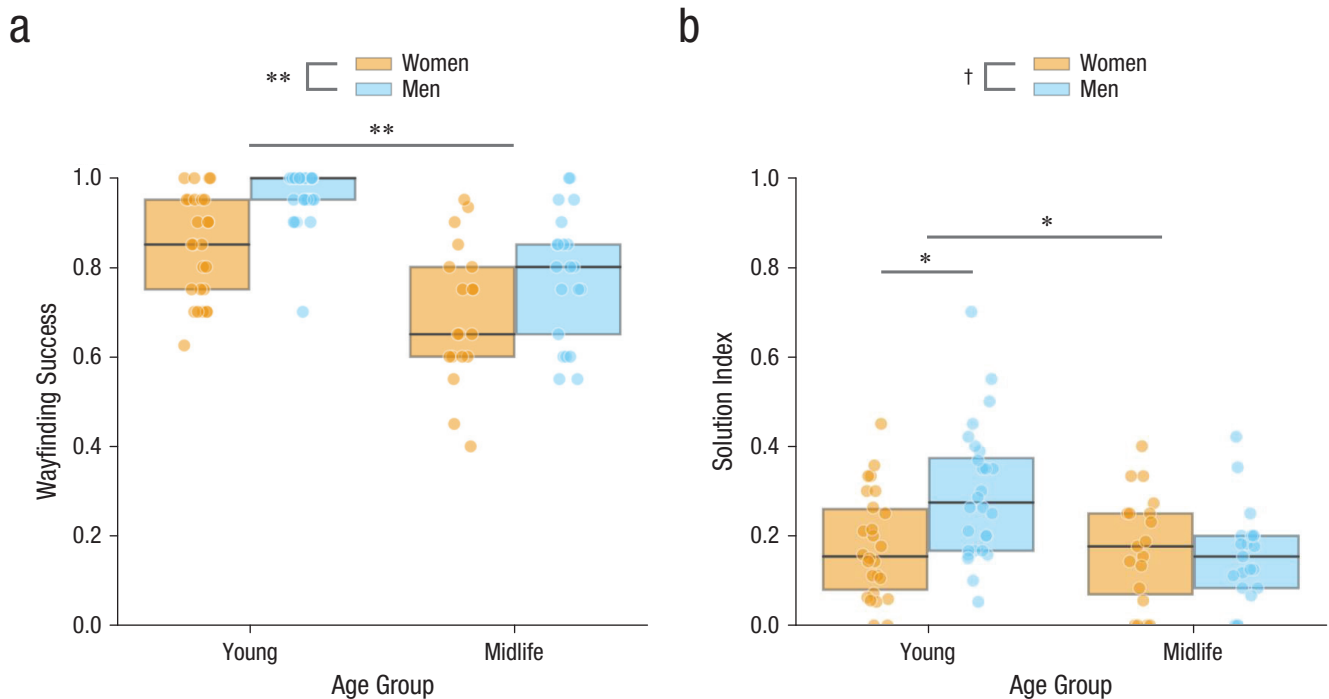 a
** Women
Men
**
Wayfinding Success
1.0
0.8
0.6
0.4
0.2
0.0
Young Midlife
Age Group
b
† Women
Men
*
*
Solution Index
1.0
0.8
0.6
0.4
0.2
0.0
Young Midlife
Age Group